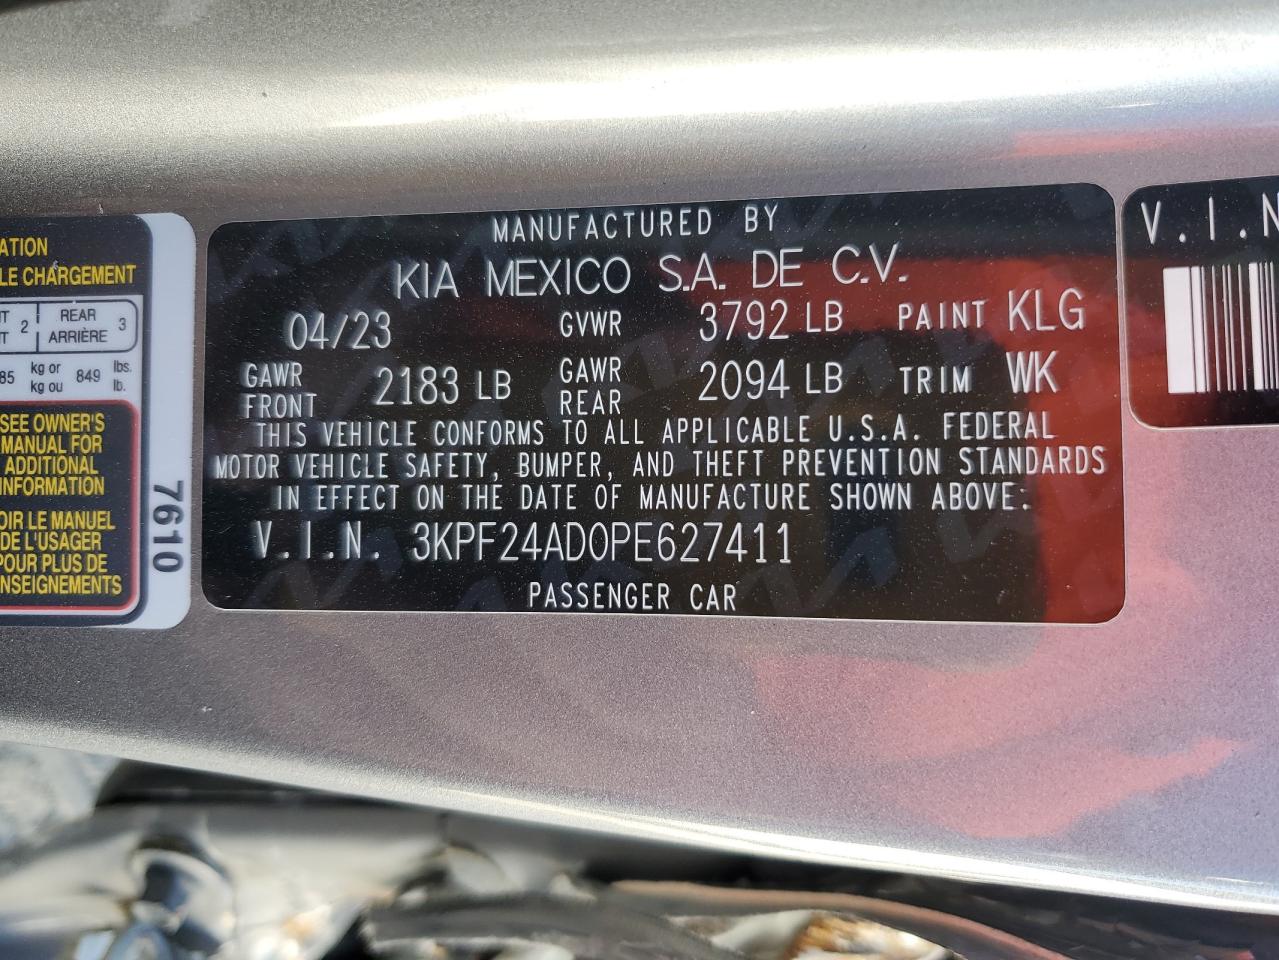 MANUFACTURED BY
KIA MEXICO S.A. DE C.V.
04/23 GVWR 3792 LB PAINT KLG
GAWR FRONT 2183 LB GAWR REAR 2094 LB TRIM WK
THIS VEHICLE CONFORMS TO ALL APPLICABLE U.S.A. FEDERAL
MOTOR VEHICLE SAFETY, BUMPER, AND THEFT PREVENTION STANDARDS
IN EFFECT ON THE DATE OF MANUFACTURE SHOWN ABOVE:
V.I.N. 3KPF24AD0PE627411
PASSENGER CAR
CHARGEMENT
2 REAR 3
ARRIÈRE
kg or 849 lbs.
kg ou lb.
SEE OWNER'S
MANUAL FOR
ADDITIONAL
INFORMATION
LE MANUEL
DE L'USAGER
POUR PLUS DE
7610
V.I.N